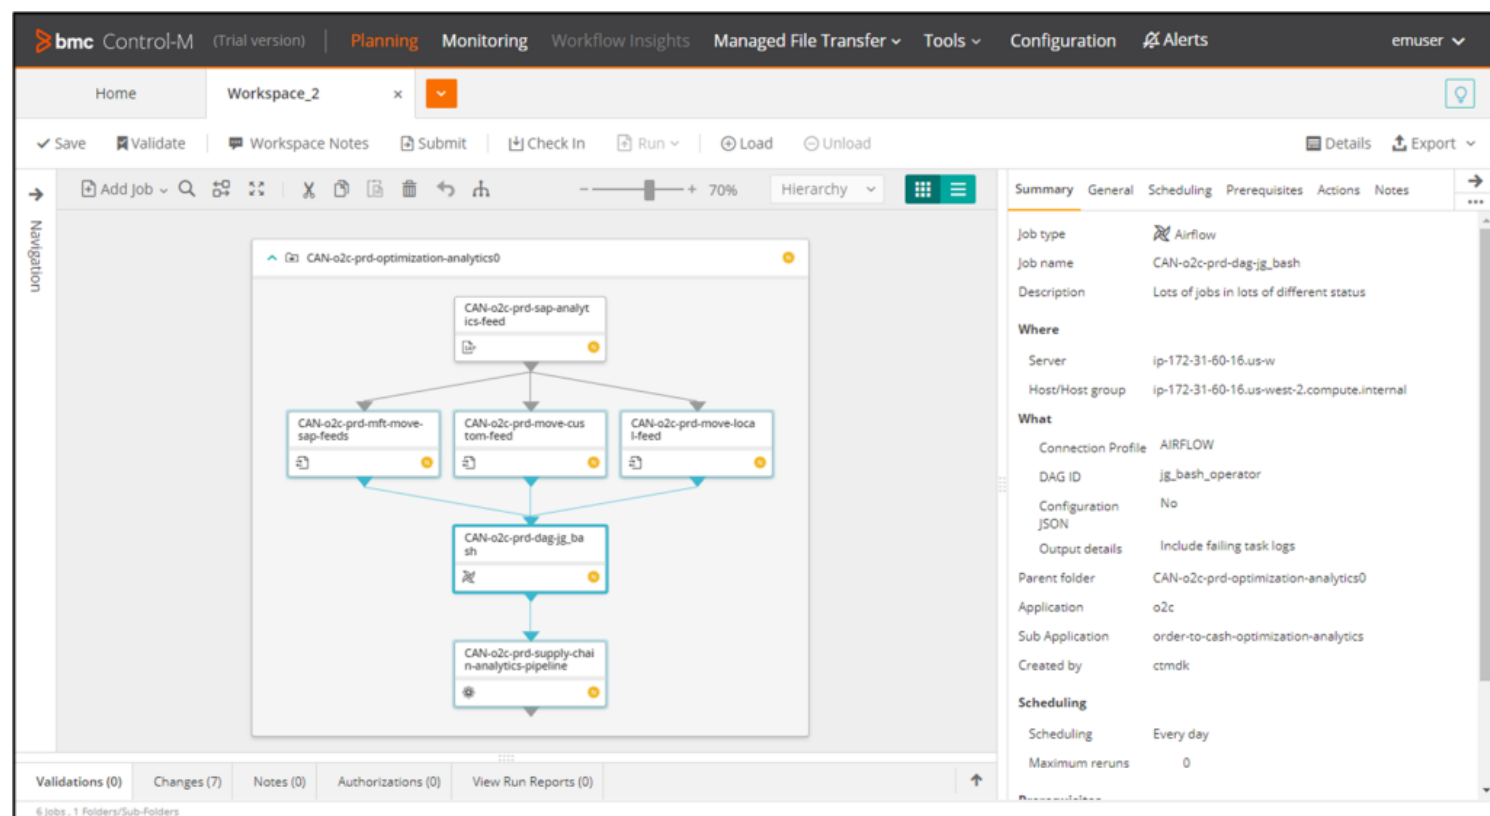 bmc Control-M (Trial version) Planning Monitoring Workflow Insights Managed File Transfer Tools Configuration Alerts emuser
Home Workspace_2 ×
Save Validate Workspace Notes Submit Check In Run Load Unload Details Export
Add Job - + 70% Hierarchy
Navigation
CAN-o2c-prd-optimization-analytics0
CAN-o2c-prd-sap-analyt
ics-feed
CAN-o2c-prd-mft-move-
sap-feeds
CAN-o2c-prd-move-cus
tom-feed
CAN-o2c-prd-move-loca
l-feed
CAN-o2c-prd-dag-jg_ba
sh
CAN-o2c-prd-supply-chai
n-analytics-pipeline
Summary General Scheduling Prerequisites Actions Notes
Job type Airflow
Job name CAN-o2c-prd-dag-jg_bash
Description Lots of jobs in lots of different status
Where
Server ip-172-31-60-16.us-w
Host/Host group ip-172-31-60-16.us-west-2.compute.internal
What
Connection Profile AIRFLOW
DAG ID jg_bash_operator
Configuration No
JSON
Output details Include failing task logs
Parent folder CAN-o2c-prd-optimization-analytics0
Application o2c
Sub Application order-to-cash-optimization-analytics
Created by ctmdk
Scheduling
Scheduling Every day
Maximum reruns 0
Prerequisites
Validations (0) Changes (7) Notes (0) Authorizations (0) View Run Reports (0)
6 Jobs , 1 Folders/Sub-Folders